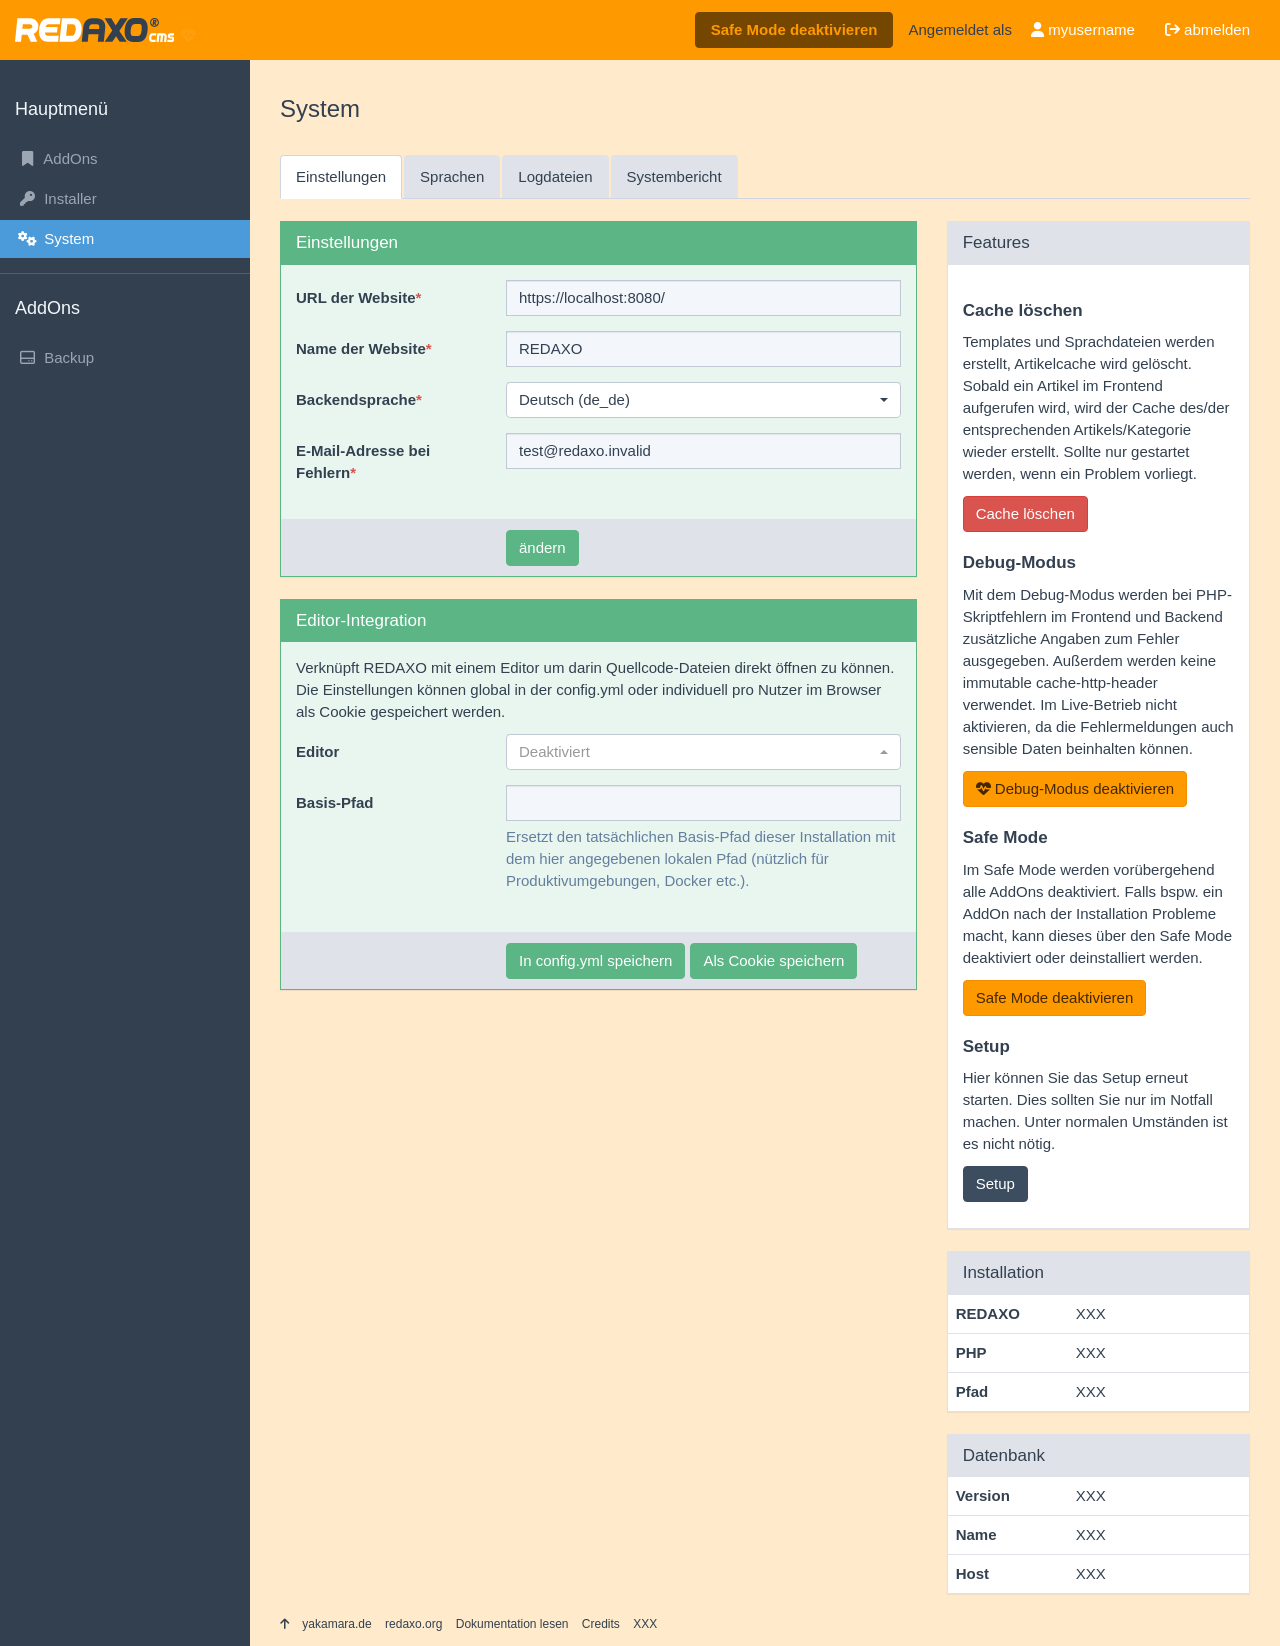 REDAXO® cms
Safe Mode deaktivieren
Angemeldet als
myusername
abmelden
Hauptmenü
AddOns
Installer
System
AddOns
Backup
System
Einstellungen
Sprachen
Logdateien
Systembericht
Einstellungen
URL der Website*
https://localhost:8080/
Name der Website*
REDAXO
Backendsprache*
Deutsch (de_de)
E-Mail-Adresse bei
Fehlern*
test@redaxo.invalid
ändern
Editor-Integration
Verknüpft REDAXO mit einem Editor um darin Quellcode-Dateien direkt öffnen zu können.
Die Einstellungen können global in der config.yml oder individuell pro Nutzer im Browser
als Cookie gespeichert werden.
Editor
Deaktiviert
Basis-Pfad
Ersetzt den tatsächlichen Basis-Pfad dieser Installation mit
dem hier angegebenen lokalen Pfad (nützlich für
Produktivumgebungen, Docker etc.).
In config.yml speichern
Als Cookie speichern
Features
Cache löschen
Templates und Sprachdateien werden
erstellt, Artikelcache wird gelöscht.
Sobald ein Artikel im Frontend
aufgerufen wird, wird der Cache des/der
entsprechenden Artikels/Kategorie
wieder erstellt. Sollte nur gestartet
werden, wenn ein Problem vorliegt.
Cache löschen
Debug-Modus
Mit dem Debug-Modus werden bei PHP-
Skriptfehlern im Frontend und Backend
zusätzliche Angaben zum Fehler
ausgegeben. Außerdem werden keine
immutable cache-http-header
verwendet. Im Live-Betrieb nicht
aktivieren, da die Fehlermeldungen auch
sensible Daten beinhalten können.
Debug-Modus deaktivieren
Safe Mode
Im Safe Mode werden vorübergehend
alle AddOns deaktiviert. Falls bspw. ein
AddOn nach der Installation Probleme
macht, kann dieses über den Safe Mode
deaktiviert oder deinstalliert werden.
Safe Mode deaktivieren
Setup
Hier können Sie das Setup erneut
starten. Dies sollten Sie nur im Notfall
machen. Unter normalen Umständen ist
es nicht nötig.
Setup
Installation
REDAXO XXX
PHP XXX
Pfad XXX
Datenbank
Version XXX
Name XXX
Host XXX
yakamara.de redaxo.org Dokumentation lesen Credits XXX